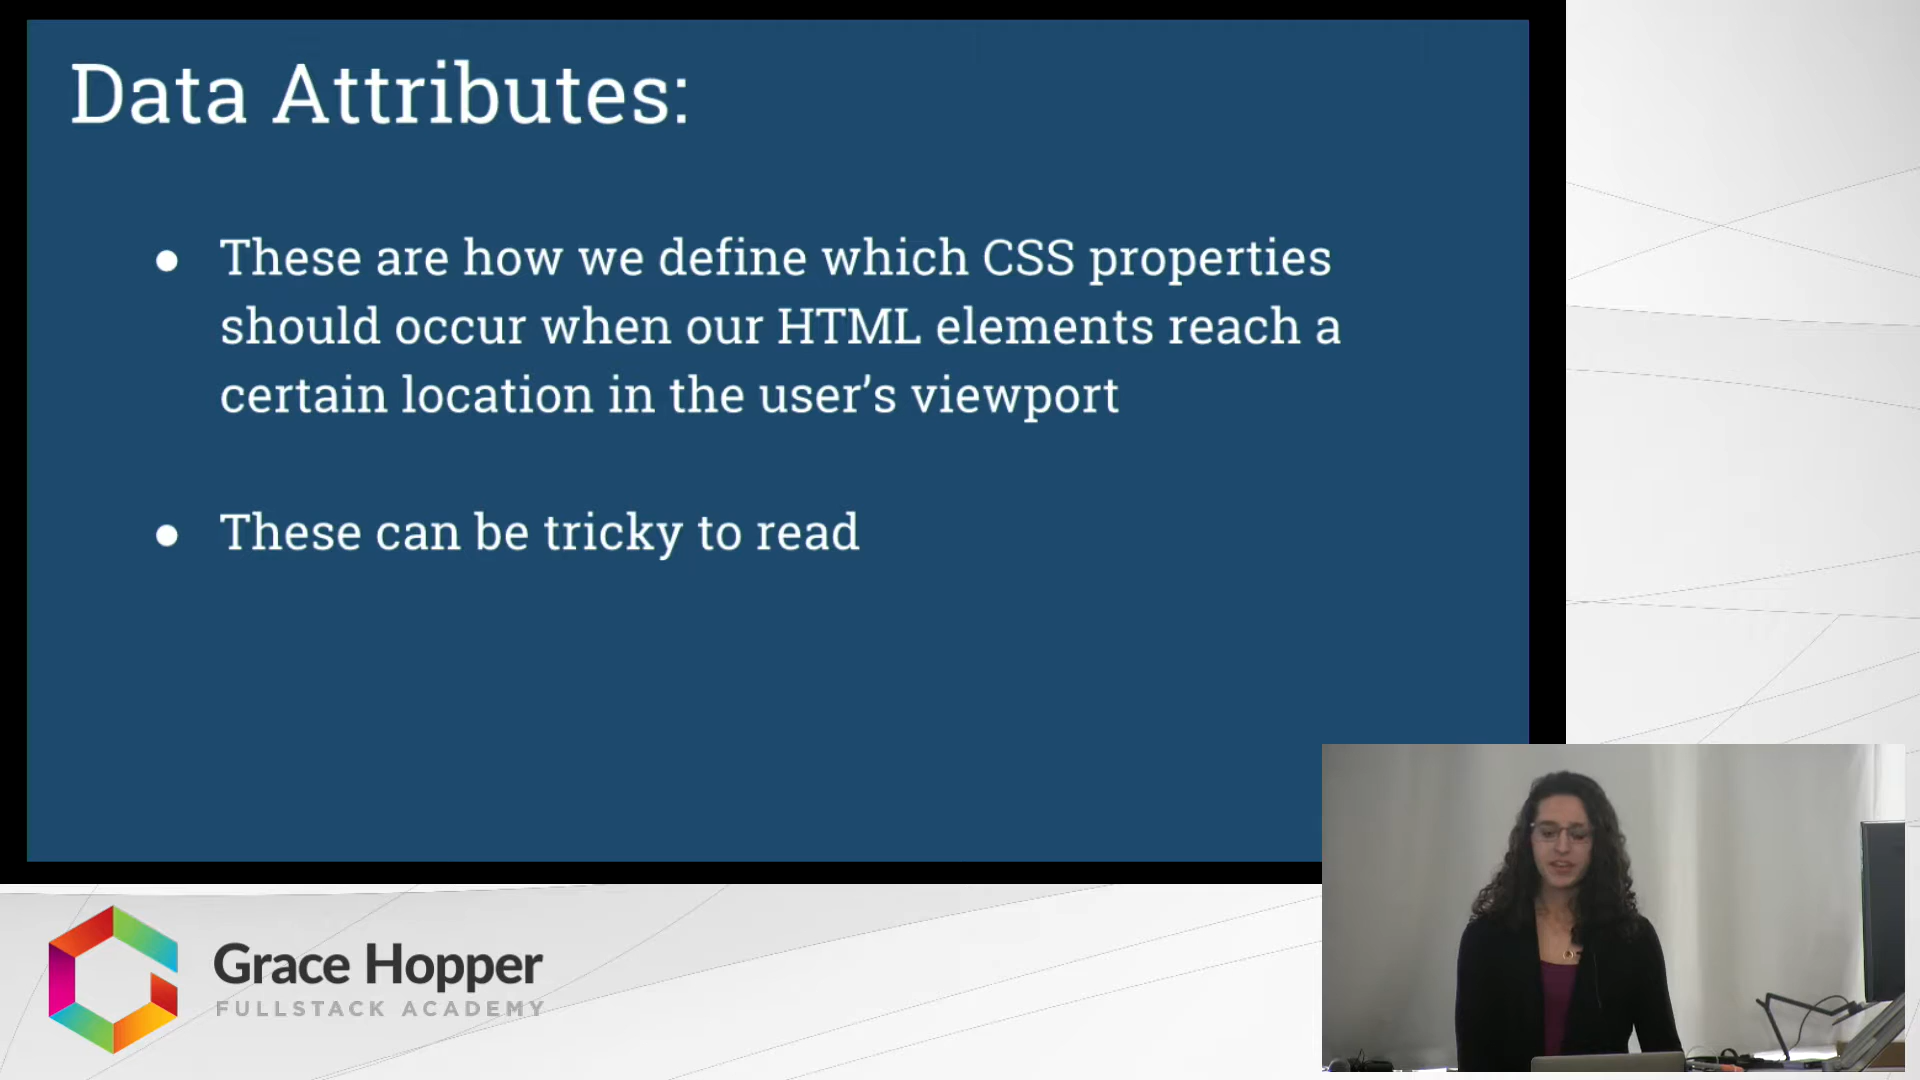 Data Attributes:
● These are how we define which CSS properties
should occur when our HTML elements reach a
certain location in the user’s viewport
● These can be tricky to read
Grace Hopper
FULLSTACK ACADEMY